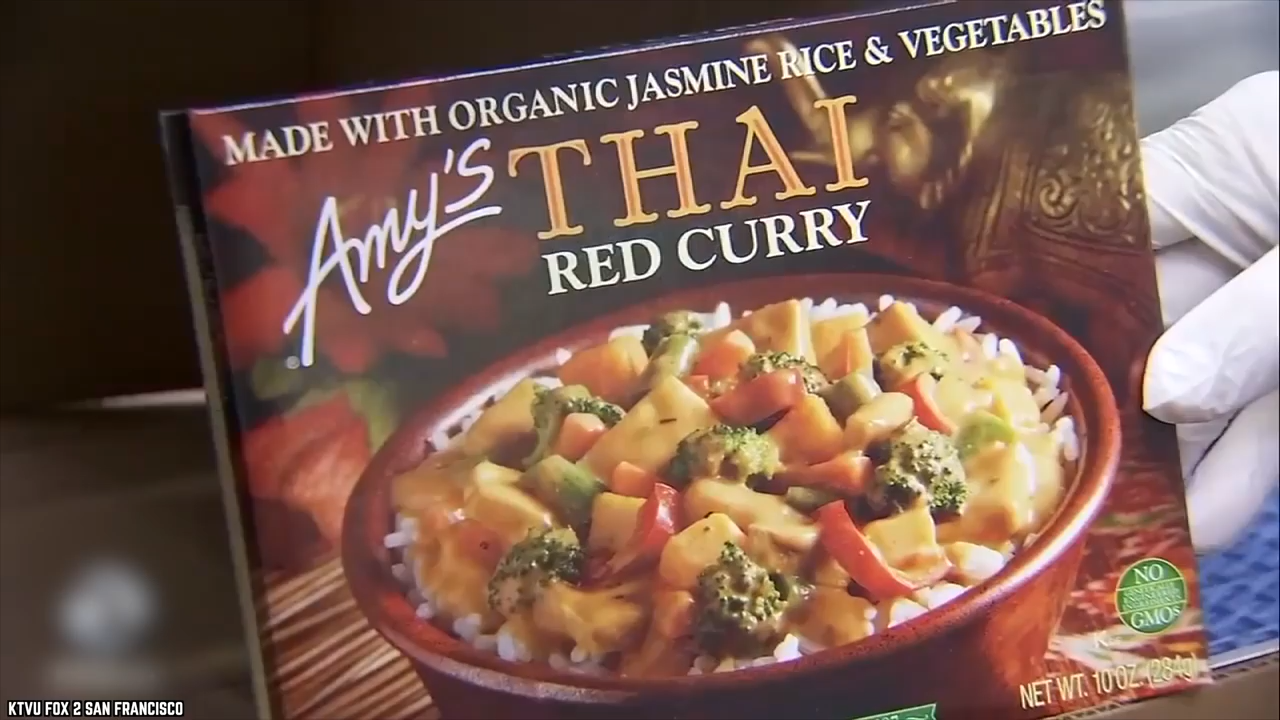 MADE WITH ORGANIC JASMINE RICE & VEGETABLES
Amy's THAI
RED CURRY
NO
GMOs
K
NET WT. 10 OZ. (284g)
KTVU FOX 2 SAN FRANCISCO